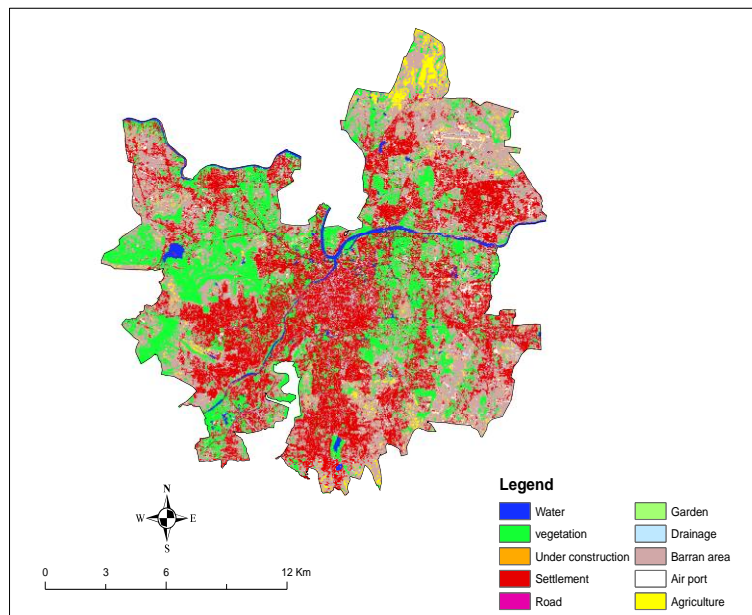 N
W E
S
0 3 6 12 Km
Legend
Water
vegetation
Under construction
Settlement
Road
Garden
Drainage
Barran area
Air port
Agriculture